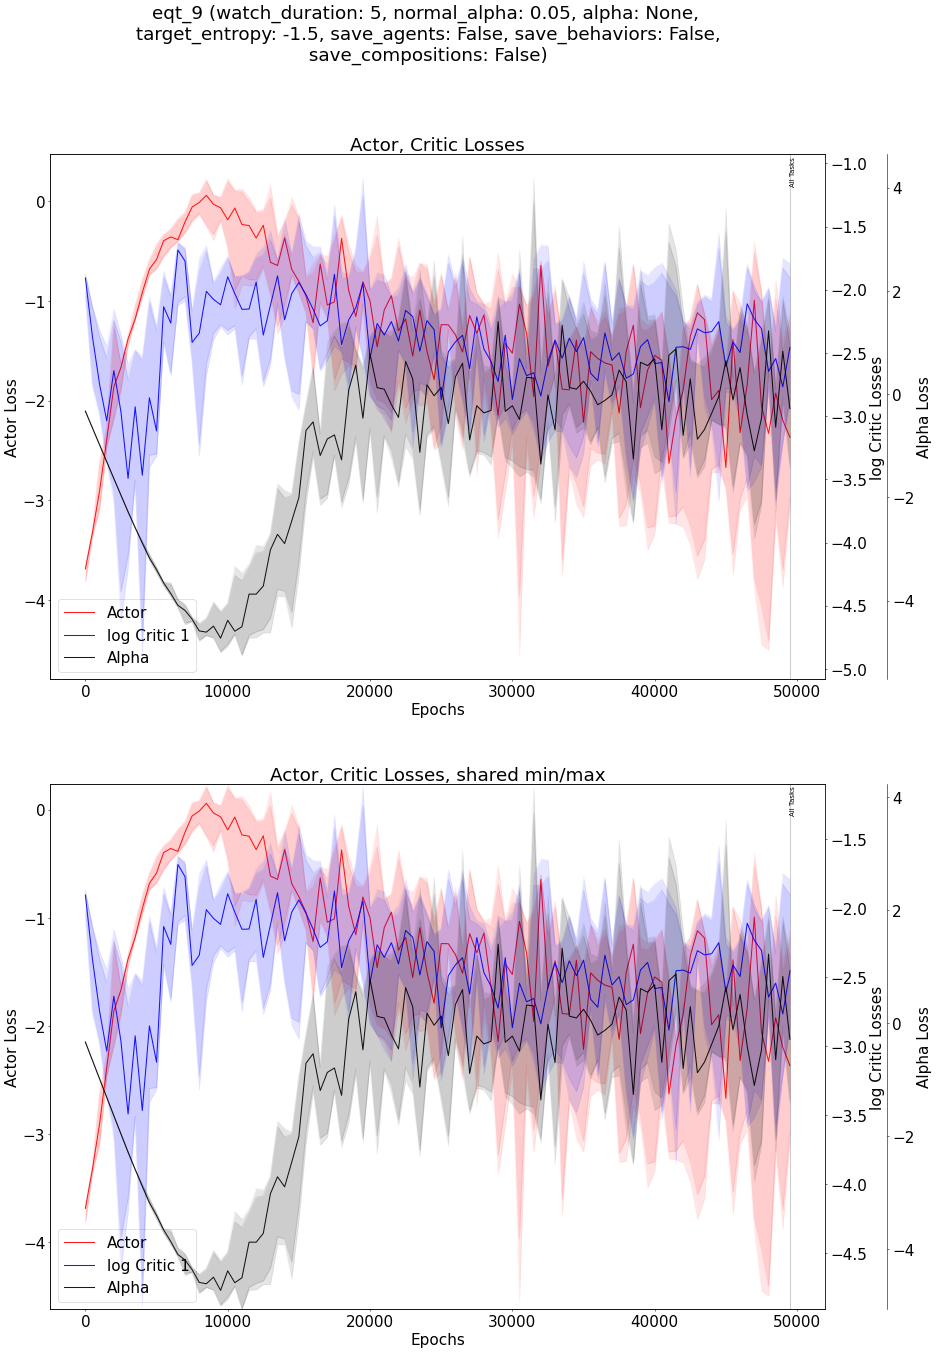 eqt_9 (watch_duration: 5, normal_alpha: 0.05, alpha: None,
target_entropy: -1.5, save_agents: False, save_behaviors: False,
save_compositions: False)
Actor, Critic Losses
All Tasks
Actor Loss
0
−1
−2
−3
−4
−1.0
−1.5
−2.0
−2.5
−3.0
−3.5
−4.0
−4.5
−5.0
log Critic Losses
4
2
0
−2
−4
Alpha Loss
Actor
log Critic 1
Alpha
0 10000 20000 30000 40000 50000
Epochs
Actor, Critic Losses, shared min/max
All Tasks
Actor Loss
0
−1
−2
−3
−4
−1.5
−2.0
−2.5
−3.0
−3.5
−4.0
−4.5
log Critic Losses
4
2
0
−2
−4
Alpha Loss
Actor
log Critic 1
Alpha
0 10000 20000 30000 40000 50000
Epochs